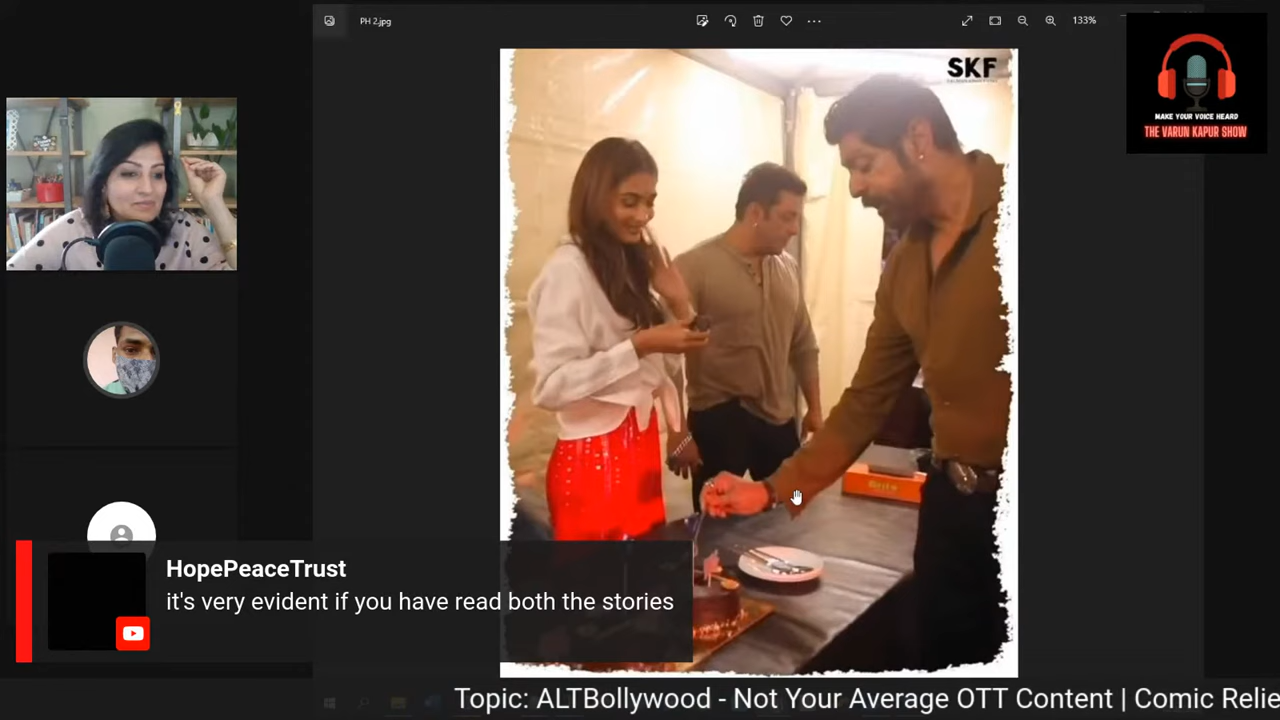 PH 2.jpg
133%
SKF
MAKE YOUR VOICE HEARD
THE VARUN KAPUR SHOW
HopePeaceTrust
it's very evident if you have read both the stories
Topic: ALTBollywood - Not Your Average OTT Content | Comic Relie